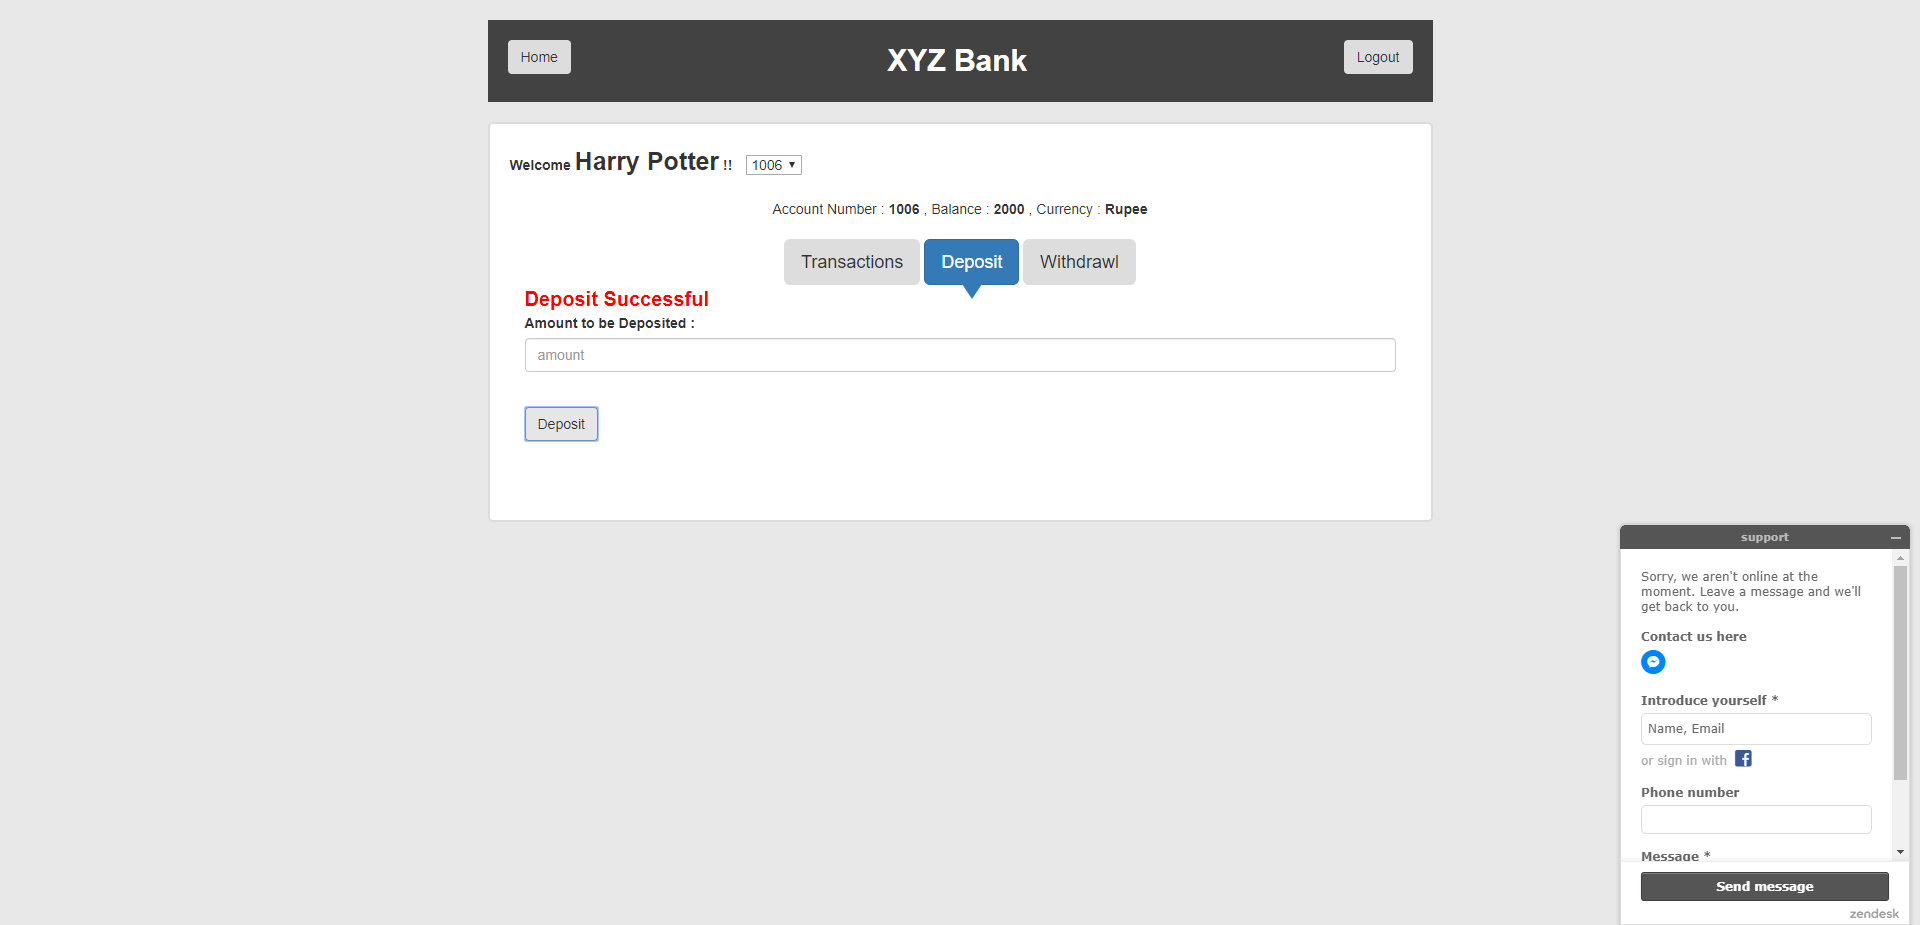 Home
XYZ Bank
Logout
Welcome Harry Potter !! 1006
Account Number : 1006 , Balance : 2000 , Currency : Rupee
Transactions
Deposit
Withdrawl
Deposit Successful
Amount to be Deposited :
amount
Deposit
support
Sorry, we aren't online at the
moment. Leave a message and we'll
get back to you.
Contact us here
Introduce yourself *
Name, Email
or sign in with
Phone number
Message *
Send message
zendesk